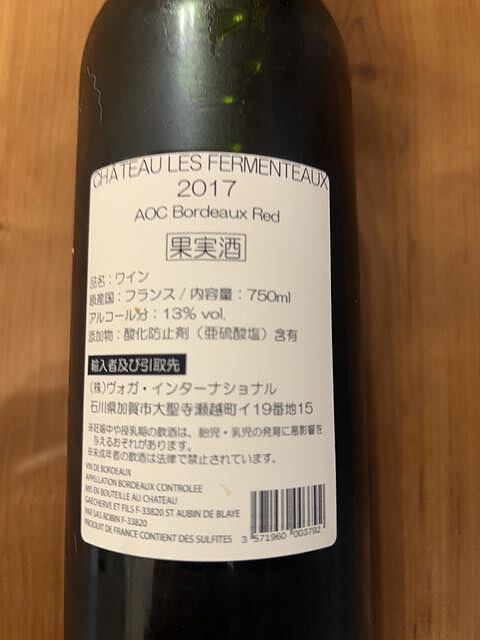 CHÂTEAU LES FERMENTEAUX
2017
AOC Bordeaux Red
果実酒
品名：ワイン
原産国：フランス / 内容量：750ml
アルコール分：13% vol.
添加物：酸化防止剤（亜硫酸塩）含有
輸入者及び引取先
(株)ヴォガ・インターナショナル
石川県加賀市大聖寺瀬越町イ19番地15
※妊娠中や授乳期の飲酒は、胎児・乳児の発育に悪影響を
与えるおそれがあります。
※未成年者の飲酒は法律で禁止されています。
VIN DE BORDEAUX
APPELLATION BORDEAUX CONTROLEE
MIS EN BOUTEILLE AU CHATEAU
GAECHERVE ET FILS F-33820 ST AUBIN DE BLAYE
PAR SAS ROBIN F-33820
PRODUIT DE FRANCE CONTIENT DES SULFITES
3 571960 003792